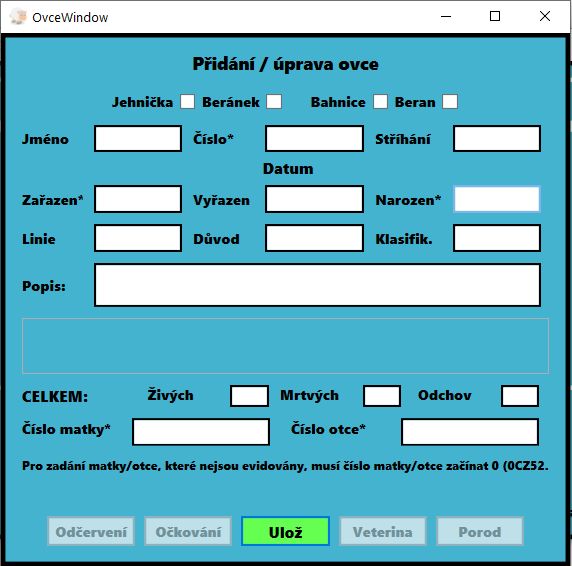 OvceWindow
Přidání / úprava ovce
Jehnička Beránek Bahnice Beran
Jméno Číslo* Stříhání
Datum
Zařazen* Vyřazen Narozen*
Linie Důvod Klasifik.
Popis:
CELKEM: Živých Mrtvých Odchov
Číslo matky* Číslo otce*
Pro zadání matky/otce, které nejsou evidovány, musí číslo matky/otce začínat 0 (0CZ52.
Odčervení Očkování Ulož Veterina Porod